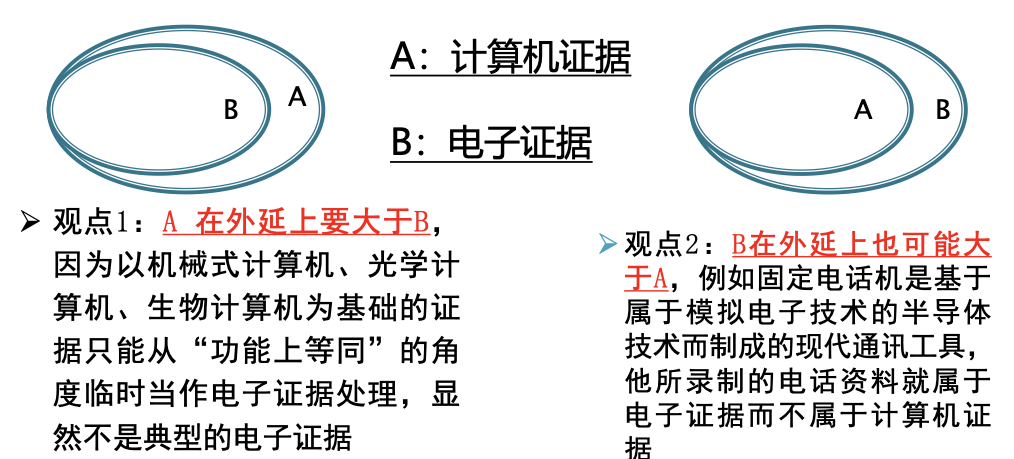 B
A
A：计算机证据
B：电子证据
A
B
➢ 观点1：A 在外延上要大于B，
因为以机械式计算机、光学计
算机、生物计算机为基础的证
据只能从“功能上等同”的角
度临时当作电子证据处理，显
然不是典型的电子证据
➢ 观点2：B在外延上也可能大
于A，例如固定电话机是基于
属于模拟电子技术的半导体
技术而制成的现代通讯工具，
他所录制的电话资料就属于
电子证据而不属于计算机证
据